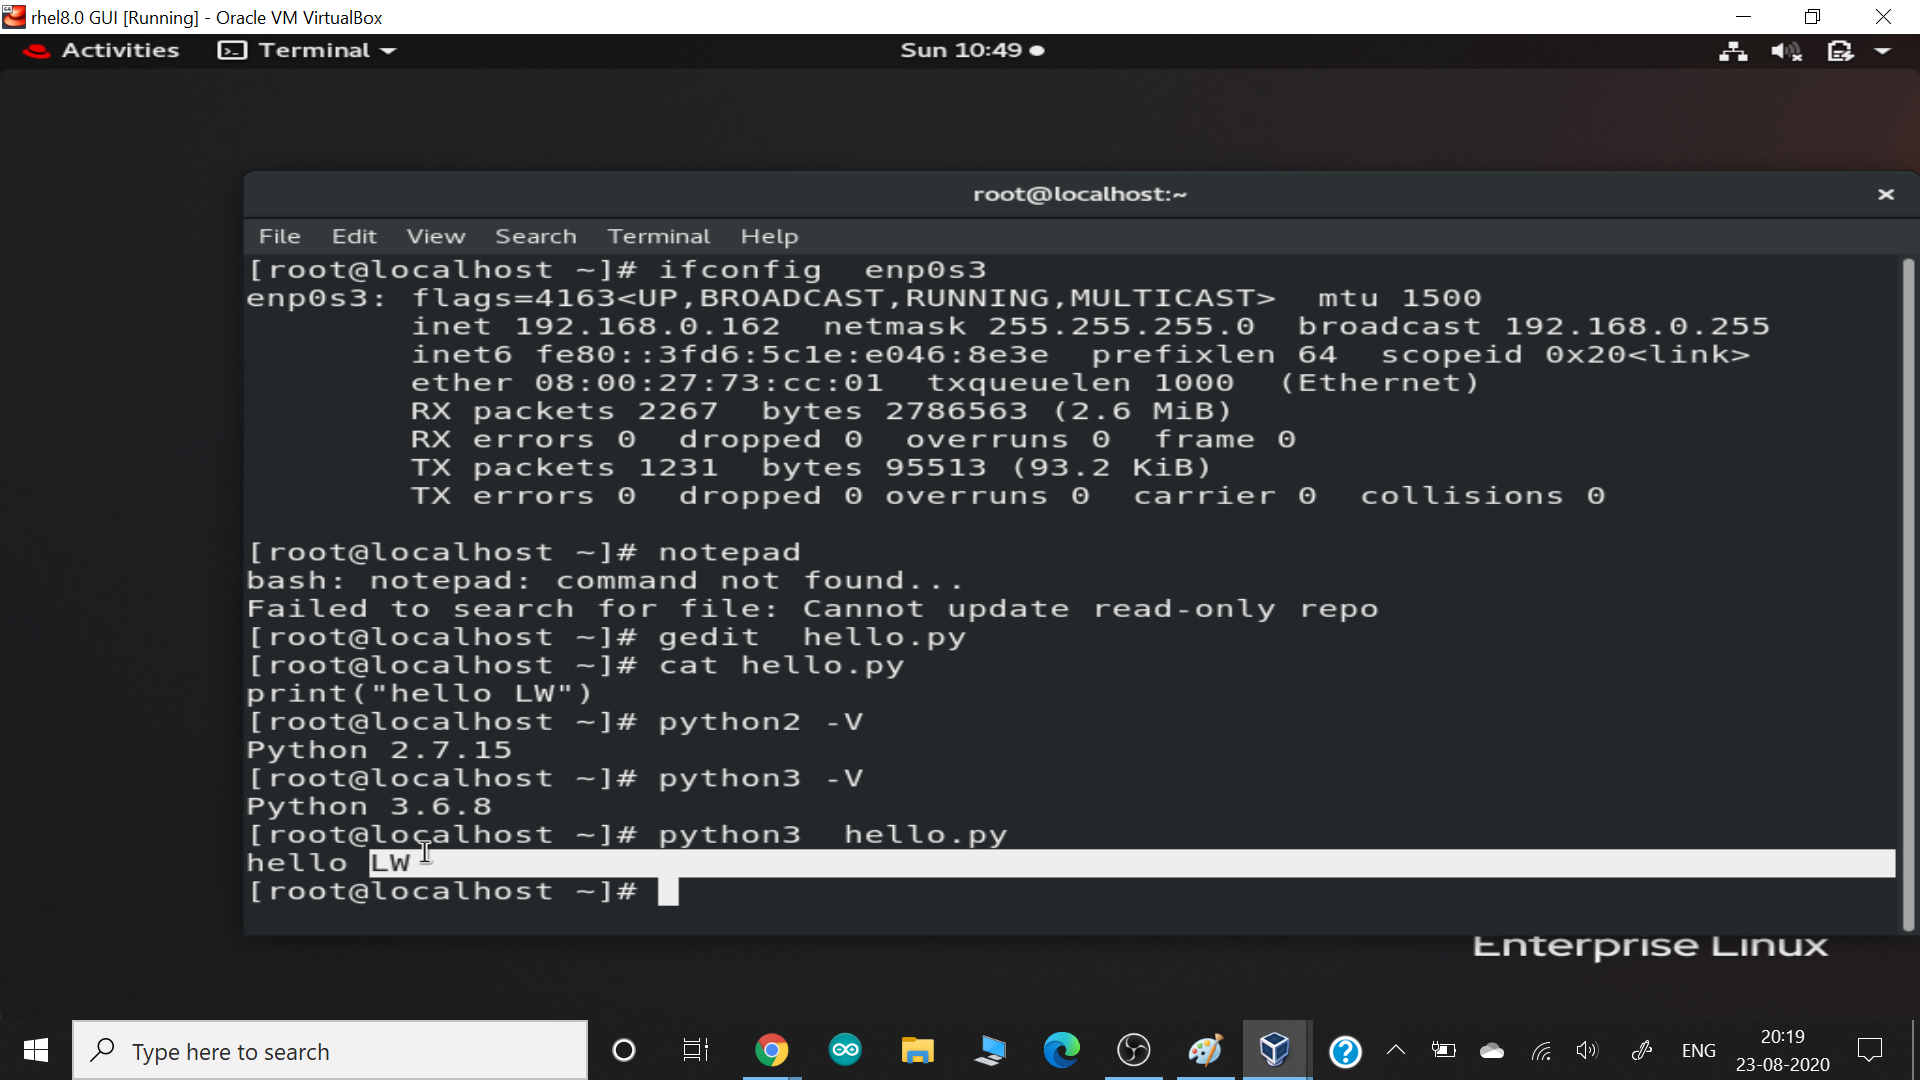 rhel8.0 GUI [Running] - Oracle VM VirtualBox
Activities
Terminal
Sun 10:49
root@localhost:~
File Edit View Search Terminal Help
[root@localhost ~]# ifconfig  enp0s3
enp0s3: flags=4163<UP,BROADCAST,RUNNING,MULTICAST>  mtu 1500
        inet 192.168.0.162  netmask 255.255.255.0  broadcast 192.168.0.255
        inet6 fe80::3fd6:5c1e:e046:8e3e  prefixlen 64  scopeid 0x20<link>
        ether 08:00:27:73:cc:01  txqueuelen 1000  (Ethernet)
        RX packets 2267  bytes 2786563 (2.6 MiB)
        RX errors 0  dropped 0  overruns 0  frame 0
        TX packets 1231  bytes 95513 (93.2 KiB)
        TX errors 0  dropped 0 overruns 0  carrier 0  collisions 0
[root@localhost ~]# notepad
bash: notepad: command not found...
Failed to search for file: Cannot update read-only repo
[root@localhost ~]# gedit  hello.py
[root@localhost ~]# cat hello.py
print("hello LW")
[root@localhost ~]# python2 -V
Python 2.7.15
[root@localhost ~]# python3 -V
Python 3.6.8
[root@localhost ~]# python3  hello.py
hello LW
[root@localhost ~]#
Enterprise Linux
Type here to search
ENG
20:19
23-08-2020